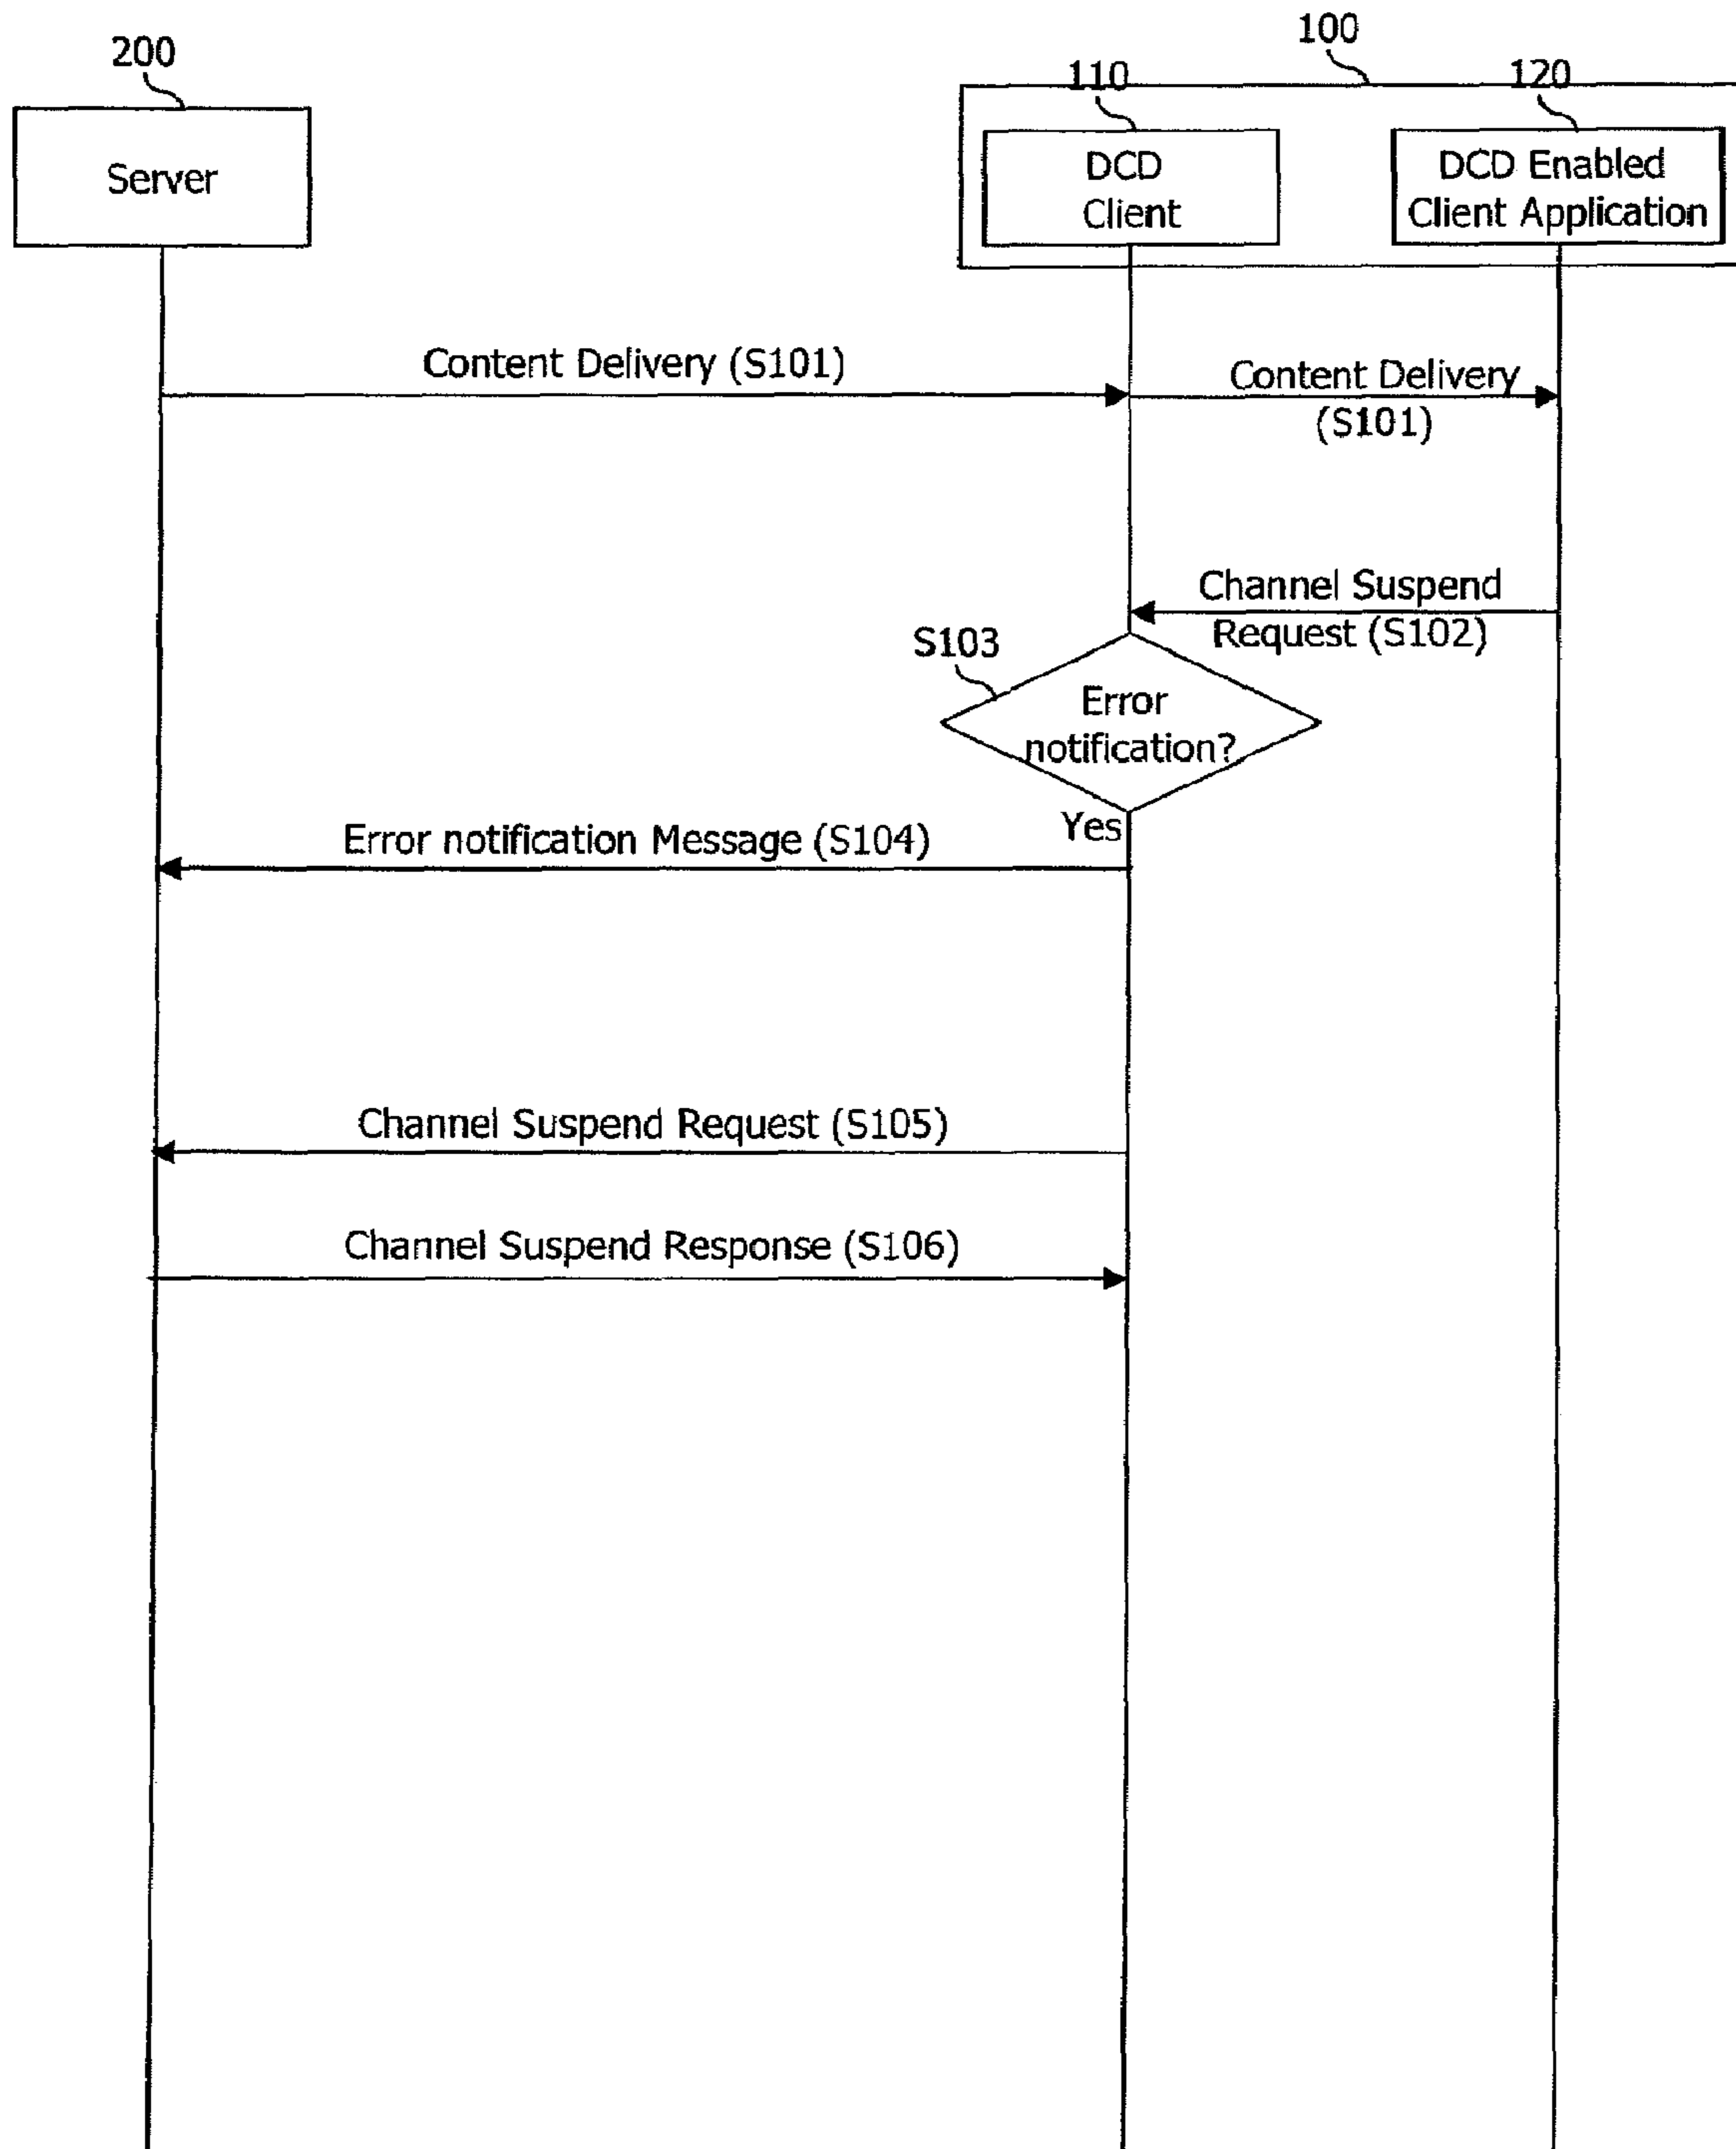 100
200
110
120
Server
DCD
Client
DCD Enabled
Client Application
Content Delivery (S101)
Content Delivery
(S101)
Channel Suspend
Request (S102)
S103
Error
notification?
Yes
Error notification Message (S104)
Channel Suspend Request (S105)
Channel Suspend Response (S106)